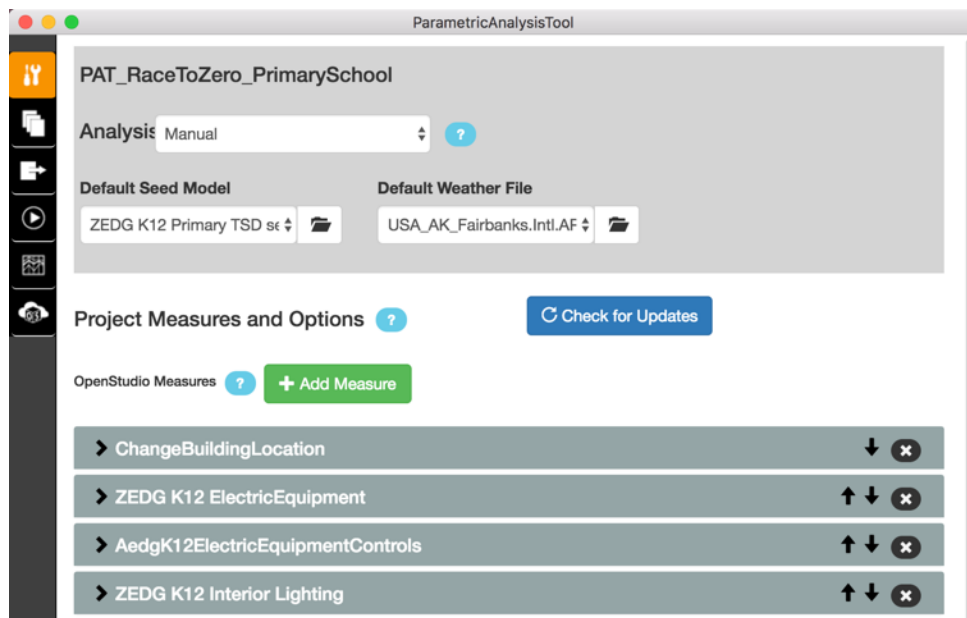 ParametricAnalysisTool
PAT_RaceToZero_PrimarySchool
Analysis Manual ?
Default Seed Model Default Weather File
ZEDG K12 Primary TSD se USA_AK_Fairbanks.Intl.AF
Project Measures and Options ? Check for Updates
OpenStudio Measures ? + Add Measure
ChangeBuildingLocation
ZEDG K12 ElectricEquipment
AedgK12ElectricEquipmentControls
ZEDG K12 Interior Lighting